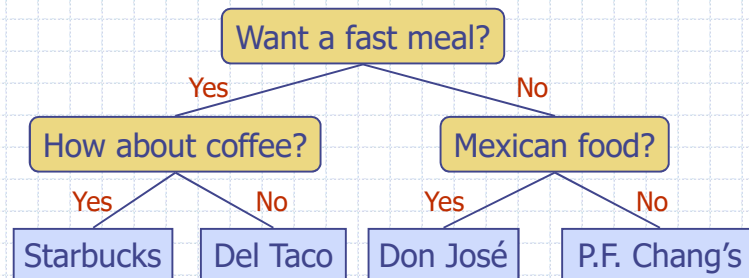 Want a fast meal?
Yes No
How about coffee? Mexican food?
Yes No Yes No
Starbucks Del Taco Don José P.F. Chang’s